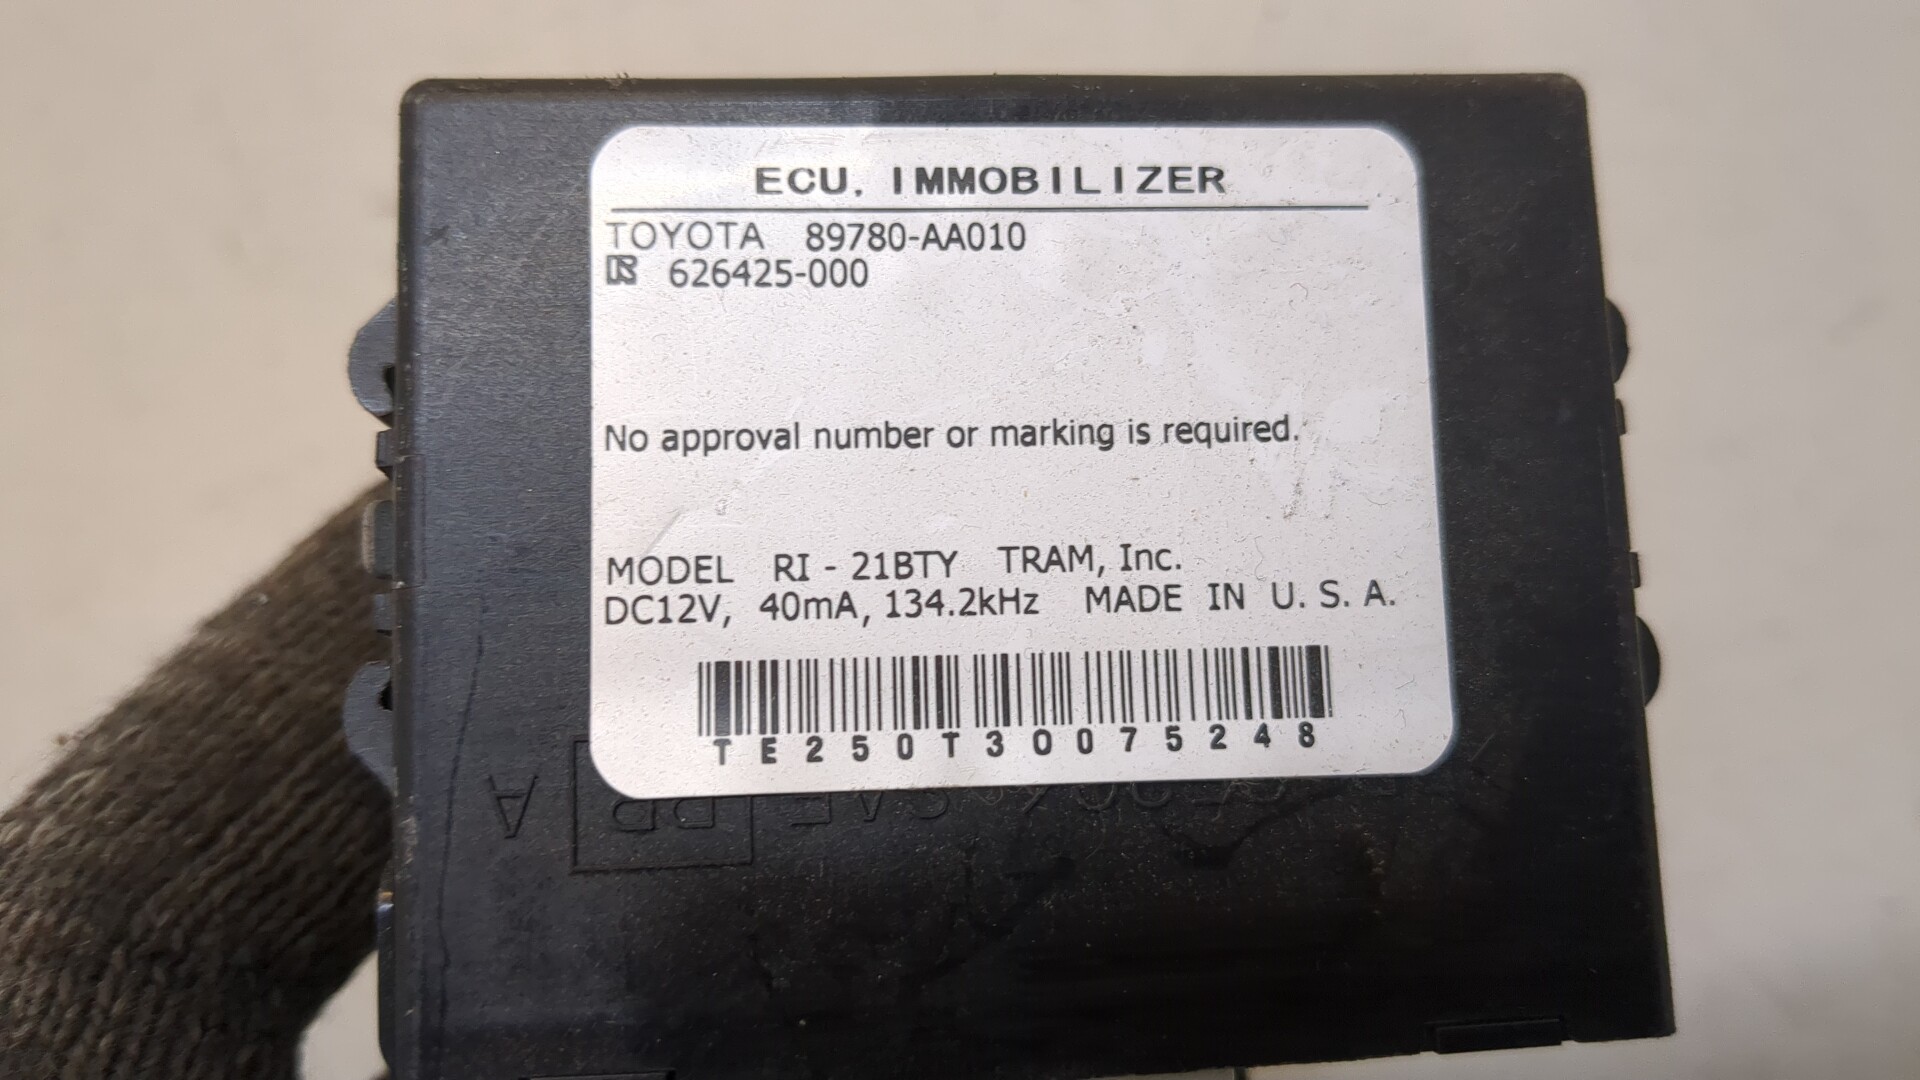 ECU, IMMOBILIZER
TOYOTA 89780-AA010
R 626425-000
No approval number or marking is required.
MODEL RI - 21BTY TRAM, Inc.
DC12V, 40mA, 134.2kHz MADE IN U. S. A.
TE250T30075248
A